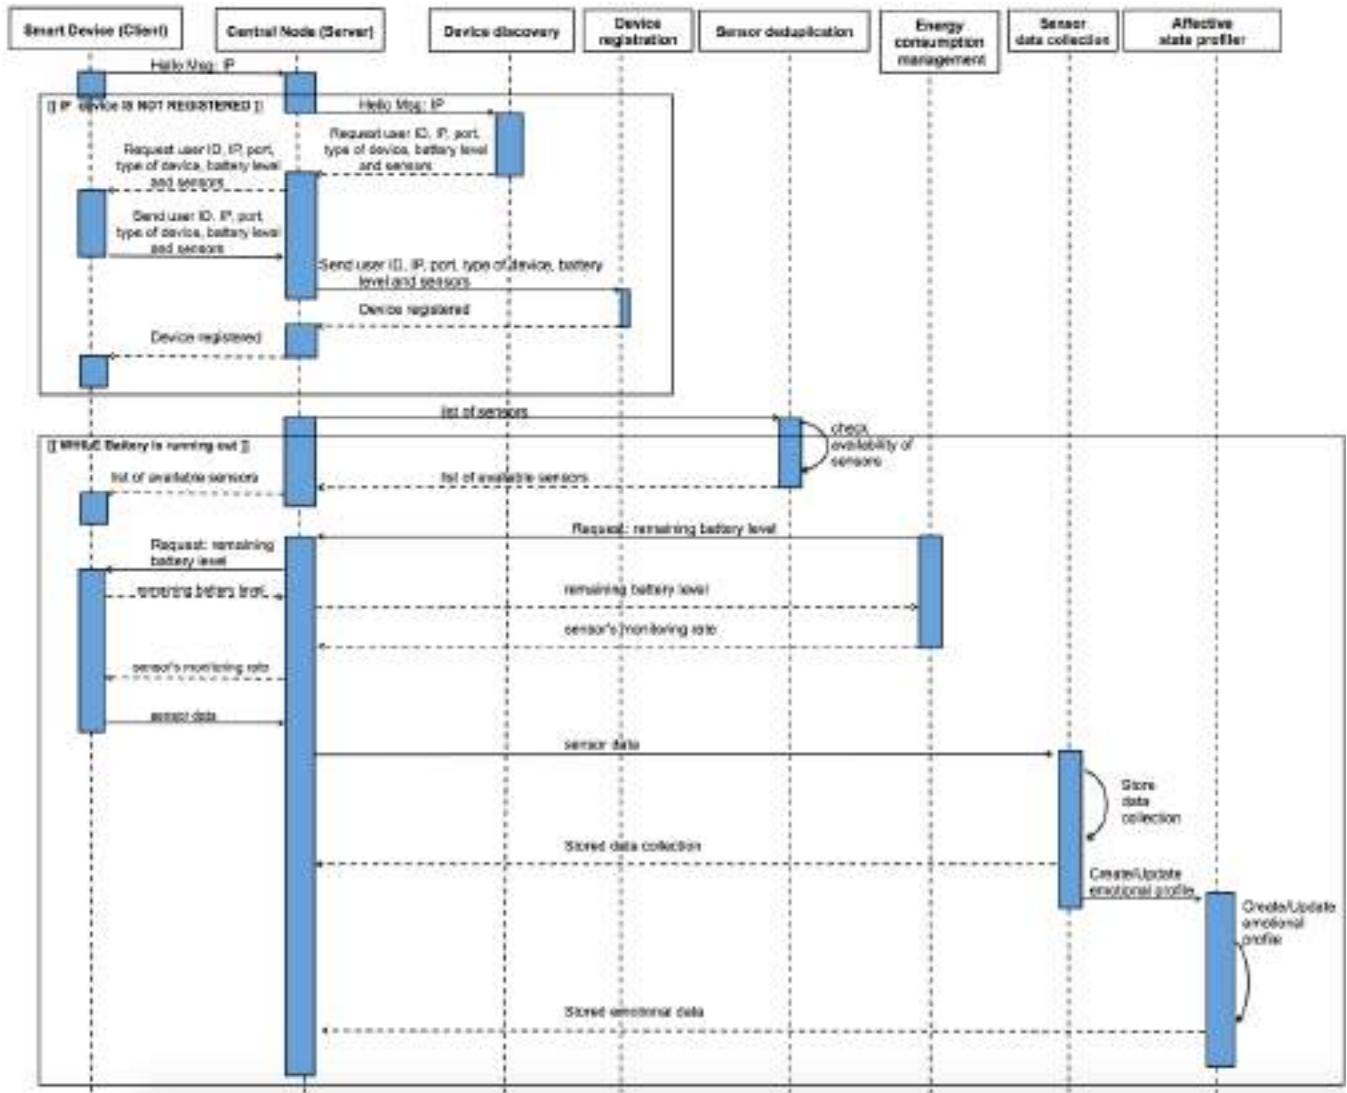 Smart Device (Client)
Central Node (Server)
Device discovery
Device
registration
Sensor deduplication
Energy
consumption
management
Sensor
data collection
Affective
state profiler
Hello Msg: IP
[[ IF device IS NOT REGISTERED ]]
Hello Msg: IP
Request user ID, IP, port,
type of device, battery level
and sensors
Request user ID, IP, port,
type of device, battery level
and sensors
Send user ID, IP, port,
type of device, battery level
and sensors
Send user ID, IP, port, type of device, battery
level and sensors
Device registered
Device registered
list of sensors
[[ WHILE Battery is running out ]]
check
availability of
sensors
list of available sensors
list of available sensors
Request: remaining battery level
Request: remaining
battery level
remaining battery level
remaining battery level
sensor's monitoring rate
sensor's monitoring rate
sensor data
sensor data
Store
data
collection
Stored data collection
Create/Update
emotional profile
Create/Update
emotional
profile
Stored emotional data